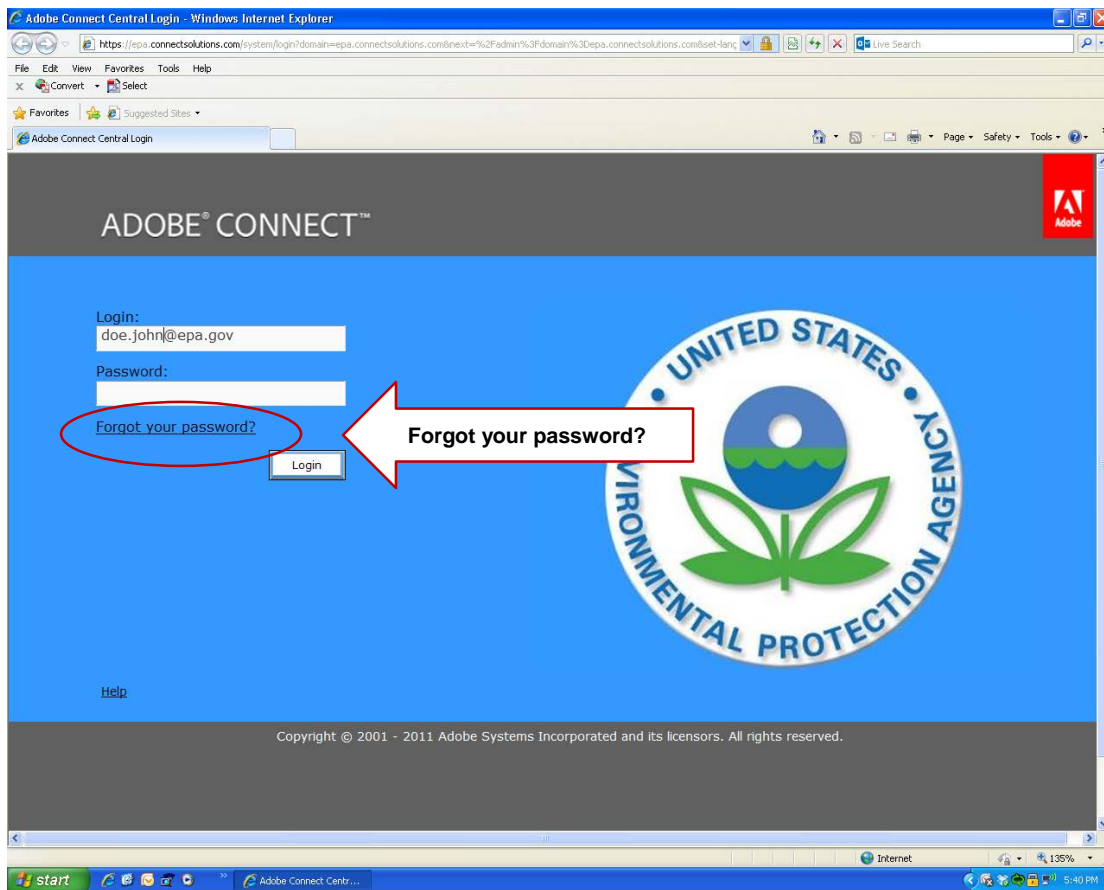 Adobe Connect Central Login - Windows Internet Explorer
https://epa.connectsolutions.com/system/login?domain=epa.connectsolutions.com&next=%2Fadmin%3Fdomain%3Depa.connectsolutions.com&set-lang
Live Search
File Edit View Favorites Tools Help
x Convert Select
Favorites Suggested Sites
Adobe Connect Central Login
Page Safety Tools
ADOBE® CONNECT™
Adobe
Login:
doe.john@epa.gov
Password:
Forgot your password?
Forgot your password?
Login
UNITED STATES
ENVIRONMENTAL PROTECTION AGENCY
Help
Copyright © 2001 - 2011 Adobe Systems Incorporated and its licensors. All rights reserved.
Internet
135%
start
Adobe Connect Centr...
5:40 PM